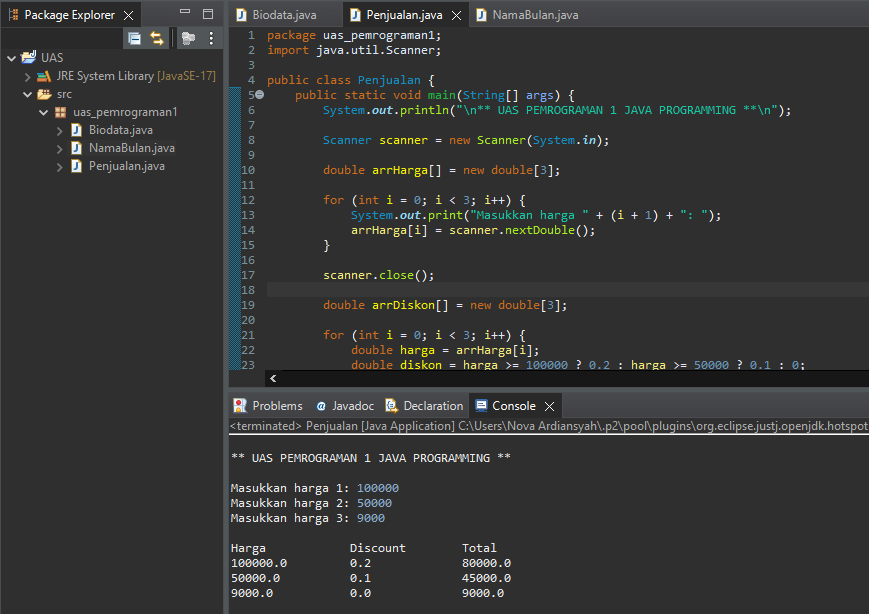 Package Explorer
UAS
JRE System Library [JavaSE-17]
src
uas_pemrograman1
Biodata.java
NamaBulan.java
Penjualan.java
Biodata.java Penjualan.java NamaBulan.java
1 package uas_pemrograman1;
2 import java.util.Scanner;
3
4 public class Penjualan {
5 public static void main(String[] args) {
6 System.out.println("\n** UAS PEMROGRAMAN 1 JAVA PROGRAMMING **\n");
7
8 Scanner scanner = new Scanner(System.in);
9
10 double arrHarga[] = new double[3];
11
12 for (int i = 0; i < 3; i++) {
13 System.out.print("Masukkan harga " + (i + 1) + ": ");
14 arrHarga[i] = scanner.nextDouble();
15 }
16
17 scanner.close();
18
19 double arrDiskon[] = new double[3];
20
21 for (int i = 0; i < 3; i++) {
22 double harga = arrHarga[i];
23 double diskon = harga >= 100000 ? 0.2 : harga >= 50000 ? 0.1 : 0;
Problems Javadoc Declaration Console
<terminated> Penjualan [Java Application] C:\Users\Nova Ardiansyah\.p2\pool\plugins\org.eclipse.justj.openjdk.hotspot
** UAS PEMROGRAMAN 1 JAVA PROGRAMMING **
Masukkan harga 1: 100000
Masukkan harga 2: 50000
Masukkan harga 3: 9000
Harga Discount Total
100000.0 0.2 80000.0
50000.0 0.1 45000.0
9000.0 0.0 9000.0